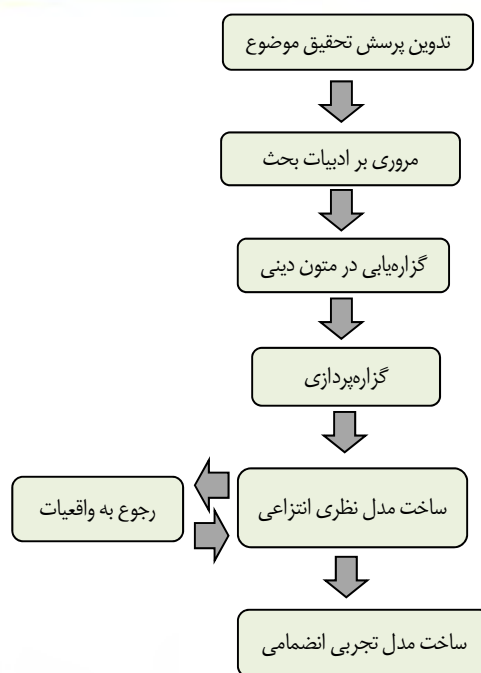 تدوین پرسش تحقیق موضوع
مروری بر ادبیات بحث
گزاره‌یابی در متون دینی
گزاره‌پردازی
ساخت مدل نظری انتزاعی
رجوع به واقعیات
ساخت مدل تجربی انضمامی